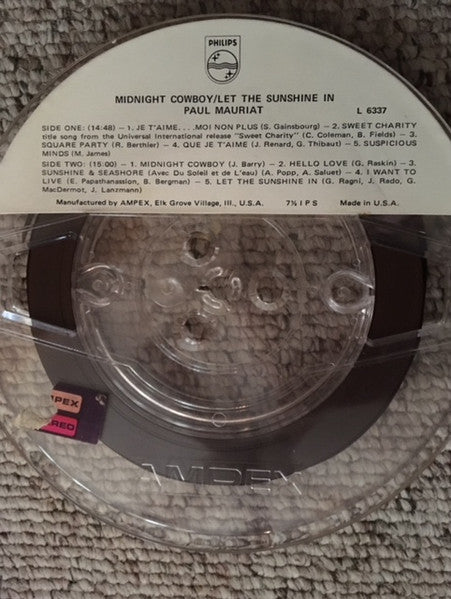 PHILIPS
MIDNIGHT COWBOY/LET THE SUNSHINE IN
PAUL MAURIAT
L 6337
SIDE ONE: (14:48) — 1. JE T'AIME. . . .MOI NON PLUS (S. Gainsbourg) — 2. SWEET CHARITY
title song from the Universal International release "Sweet Charity" (C. Coleman, B. Fields) — 3.
SQUARE PARTY (R. Berthier) — 4. QUE JE T'AIME (J. Renard, G. Thibaut) — 5. SUSPICIOUS
MINDS (M. James)
SIDE TWO: (15:00) — 1. MIDNIGHT COWBOY (J. Barry) — 2. HELLO LOVE (G. Raskin) — 3.
SUNSHINE & SEASHORE (Avec Du Soleil et De L'eau) (A. Popp, A. Saluet) — 4. I WANT TO
LIVE (E. Papathanassion, B. Bergman) — 5. LET THE SUNSHINE IN (G. Ragni, J. Rado, G.
MacDermot, J. Lanzmann)
Manufactured by AMPEX, Elk Grove Village, Ill., U.S.A. 7½ I P S Made in U.S.A.
MPEX
RED
AMPEX